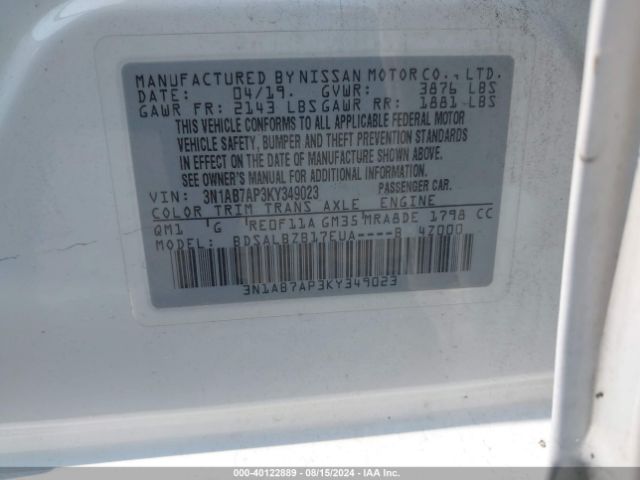 MANUFACTURED BY NISSAN MOTOR CO., LTD.
DATE: 04/19. GVWR: 3876 LBS
GAWR FR: 2143 LBS GAWR RR: 1881 LBS
THIS VEHICLE CONFORMS TO ALL APPLICABLE FEDERAL MOTOR
VEHICLE SAFETY, BUMPER AND THEFT PREVENTION STANDARDS
IN EFFECT ON THE DATE OF MANUFACTURE SHOWN ABOVE.
SEE OWNER'S MANUAL FOR ADDITIONAL INFORMATION.
VIN: 3N1AB7AP3KY349023 PASSENGER CAR.
COLOR TRIM TRANS AXLE ENGINE
QM1 G RE0F11A GM35 MRA8DE 1798 CC
MODEL: BDSALBZB17EUA----B 4Z000
3N1AB7AP3KY349023
000-40122889 - 08/15/2024 - IAA Inc.